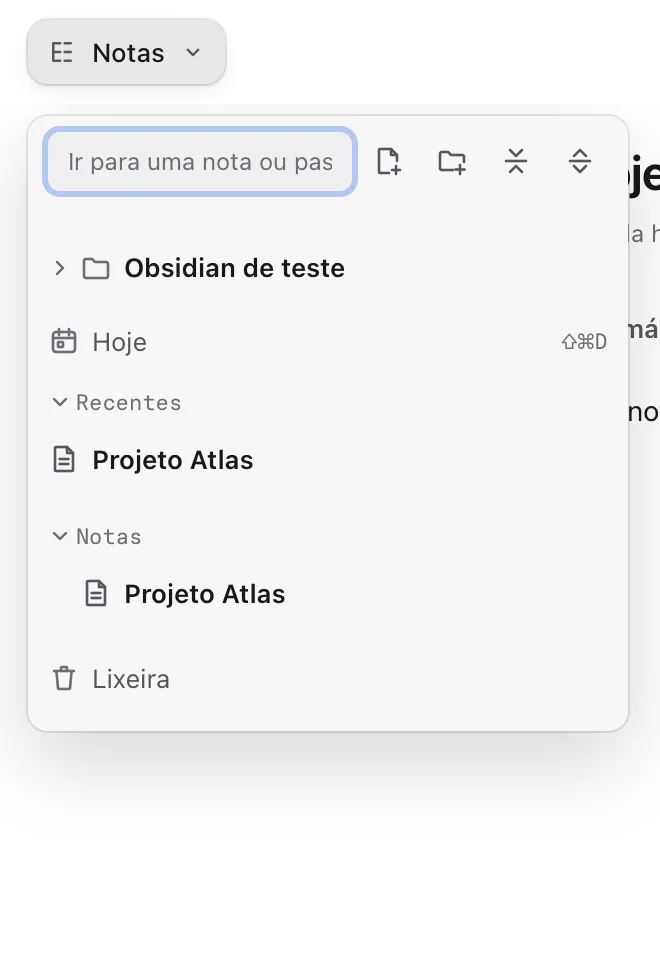 Notas
Ir para uma nota ou pas
Obsidian de teste
Hoje ⇧⌘D
Recentes
Projeto Atlas
Notas
Projeto Atlas
Lixeira